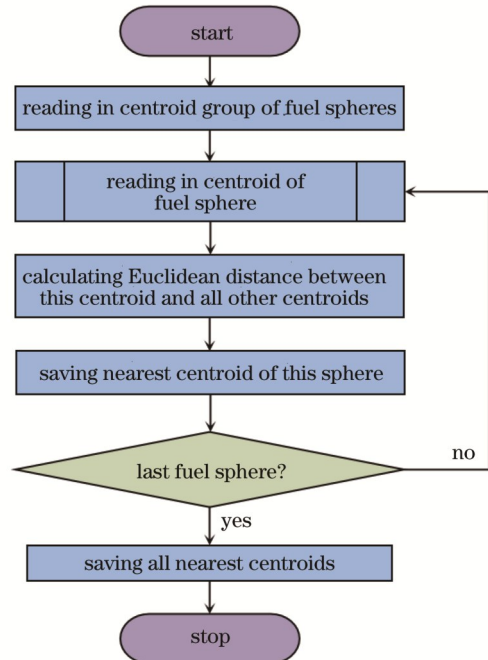 start
reading in centroid group of fuel spheres
reading in centroid of
fuel sphere
calculating Euclidean distance between
this centroid and all other centroids
saving nearest centroid of this sphere
last fuel sphere?
no
yes
saving all nearest centroids
stop